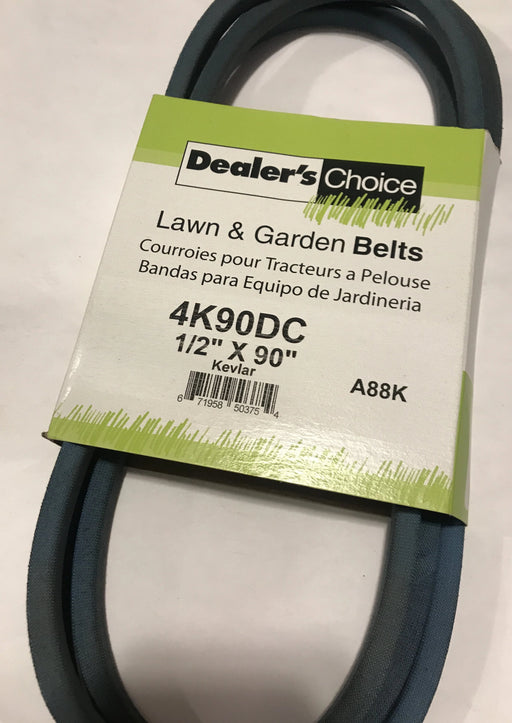 Dealer's Choice
Lawn & Garden Belts
Courroies pour Tracteurs a Pelouse
Bandas para Equipo de Jardineria
4K90DC
1/2" X 90"
Kevlar
A88K
6 71958 50375 4